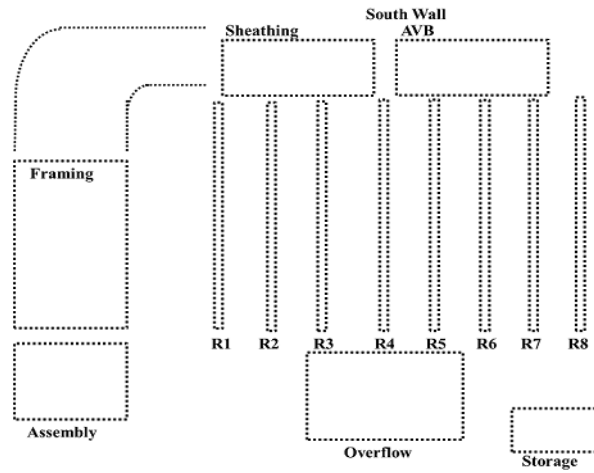 South Wall
Sheathing
AVB
Framing
R1 R2 R3 R4 R5 R6 R7 R8
Assembly
Overflow
Storage